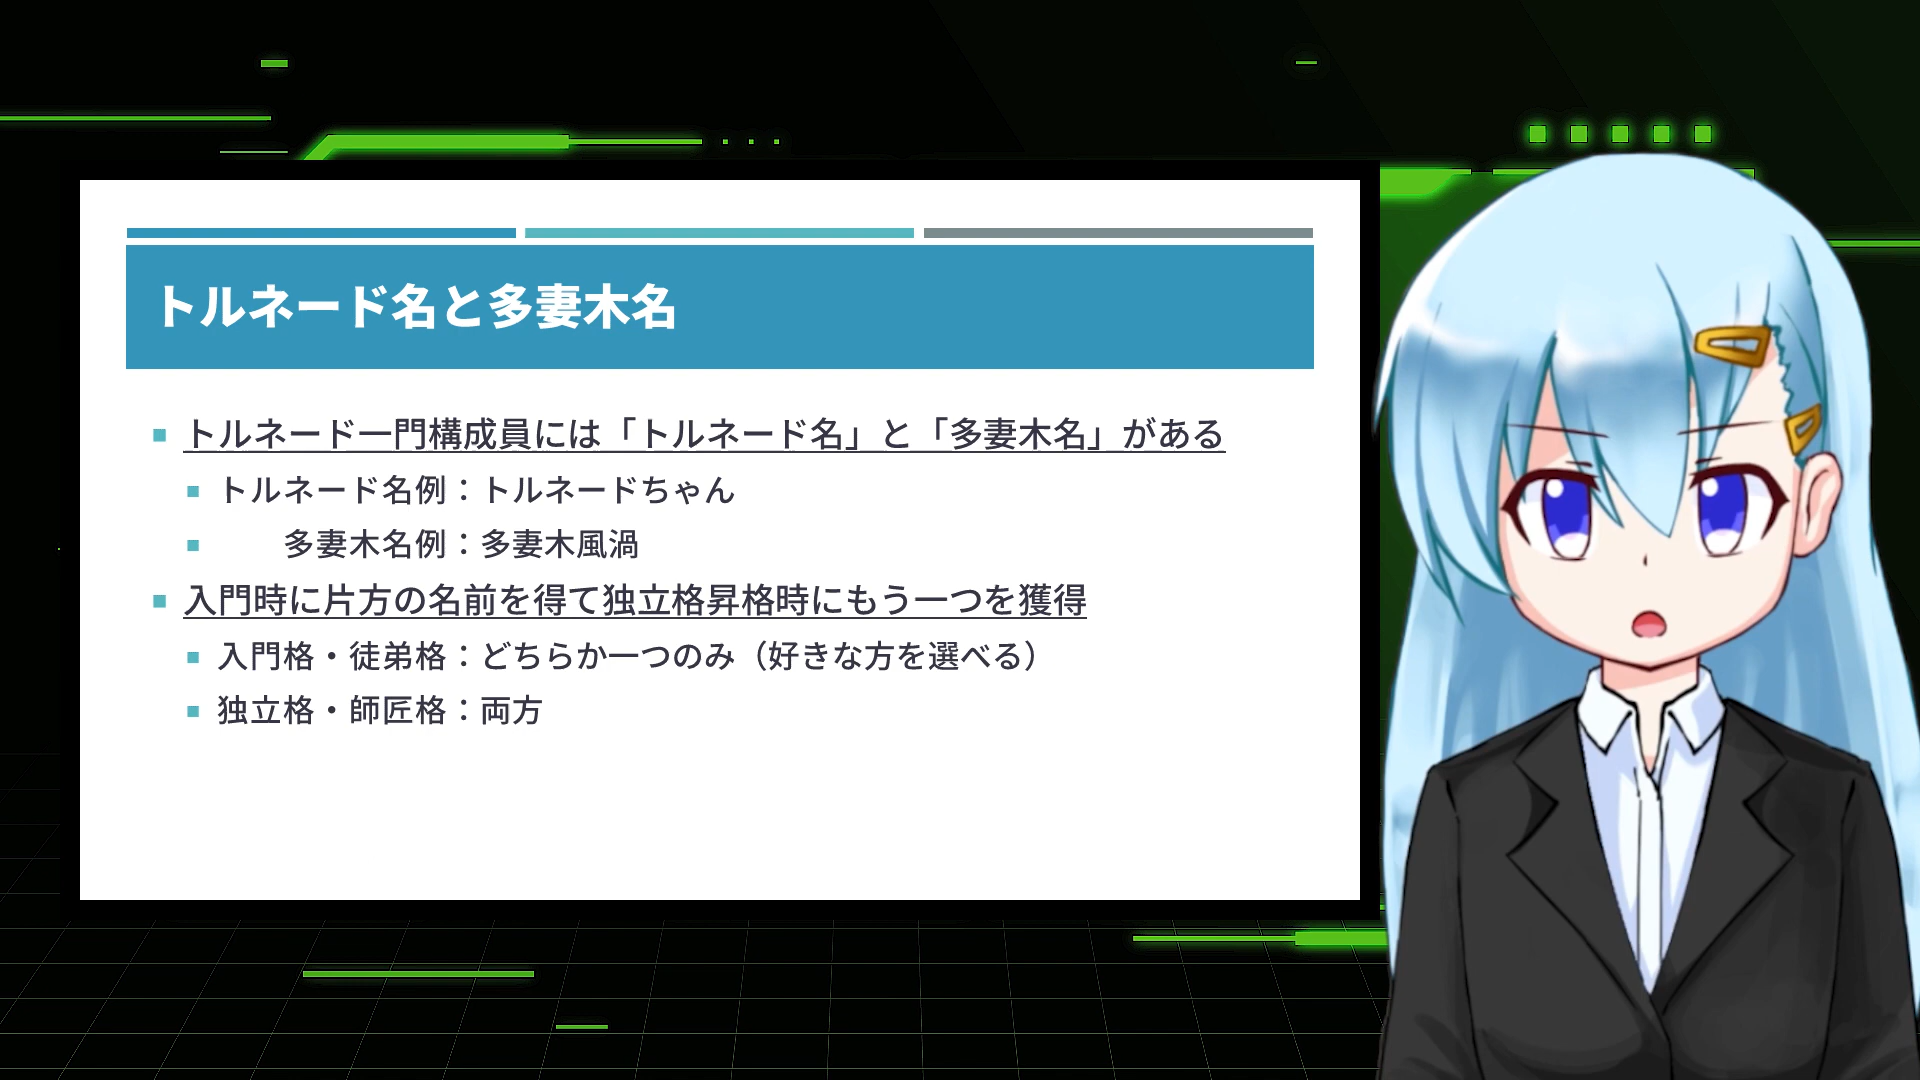 トルネード名と多妻木名
トルネード一門構成員には「トルネード名」と「多妻木名」がある
トルネード名例：トルネードちゃん
多妻木名例：多妻木風渦
入門時に片方の名前を得て独立格昇格時にもう一つを獲得
入門格・徒弟格：どちらか一つのみ（好きな方を選べる）
独立格・師匠格：両方